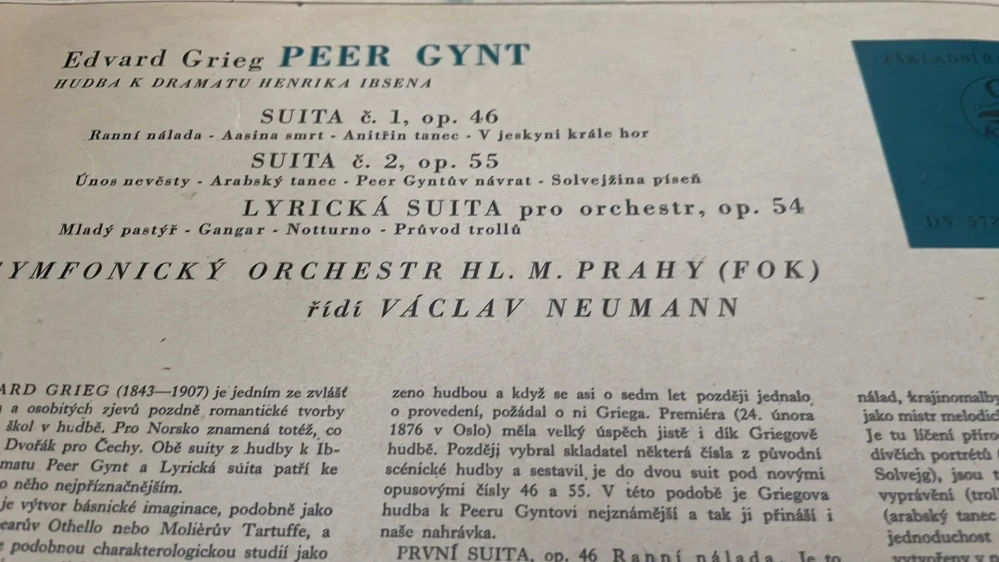 Edvard Grieg PEER GYNT
HUDBA K DRAMATU HENRIKA IBSENA
SUITA č. 1, op. 46
Ranní nálada - Aasina smrt - Anitřin tanec - V jeskyni krále hor
SUITA č. 2, op. 55
Únos nevěsty - Arabský tanec - Peer Gyntův návrat - Solvejžina píseň
LYRICKÁ SUITA pro orchestr, op. 54
Mladý pastýř - Gangar - Notturno - Průvod trollů
YMFONICKÝ ORCHESTR HL. M. PRAHY (FOK)
řídí VÁCLAV NEUMANN
ZÁKLADNÍ
DV 572
ARD GRIEG (1843—1907) je jedním ze zvlášť
a osobitých zjevů pozdně romantické tvorby
škol v hudbě. Pro Norsko znamená totéž, co
Dvořák pro Čechy. Obě suity z hudby k Ib-
matu Peer Gynt a Lyrická suita patří ke
o něho nejpříznačnějším.
je výtvor básnické imaginace, podobně jako
earův Othello nebo Molièrův Tartuffe, a
podobnou charakterologickou studií jako
zeno hudbou a když se asi o sedm let později jednalo
o provedení, požádal o ni Griega. Premiéra (24. února
1876 v Oslo) měla velký úspěch jistě i dík Griegově
hudbě. Později vybral skladatel některá čísla z původní
scénické hudby a sestavil je do dvou suit pod novými
opusovými čísly 46 a 55. V této podobě je Griegova
hudba k Peeru Gyntovi nejznámější a tak ji přináší i
naše nahrávka.
PRVNÍ SUITA, op. 46 Ranní nálada. Je to
nálad, krajinomalby
jako mistr melodic
Je tu líčení příro
dívčích portrétů
Solvejg), jsou t
vyprávění (trol
(arabský tanec
jednoduchost
vytvořeny v